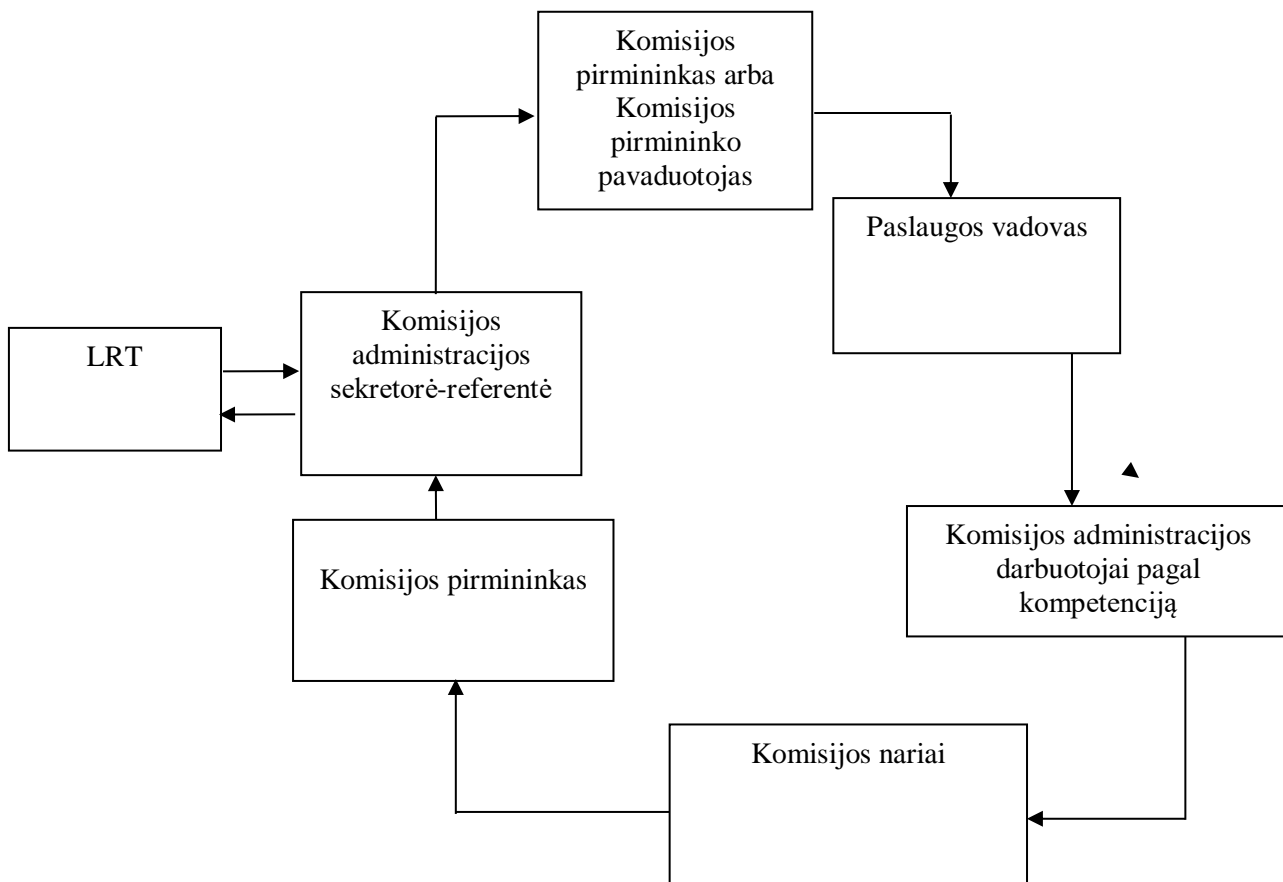 Komisijos
pirmininkas arba
Komisijos
pirmininko
pavaduotojas
Paslaugos vadovas
LRT
Komisijos
administracijos
sekretorė-referentė
Komisijos administracijos
darbuotojai pagal
kompetenciją
Komisijos pirmininkas
Komisijos nariai